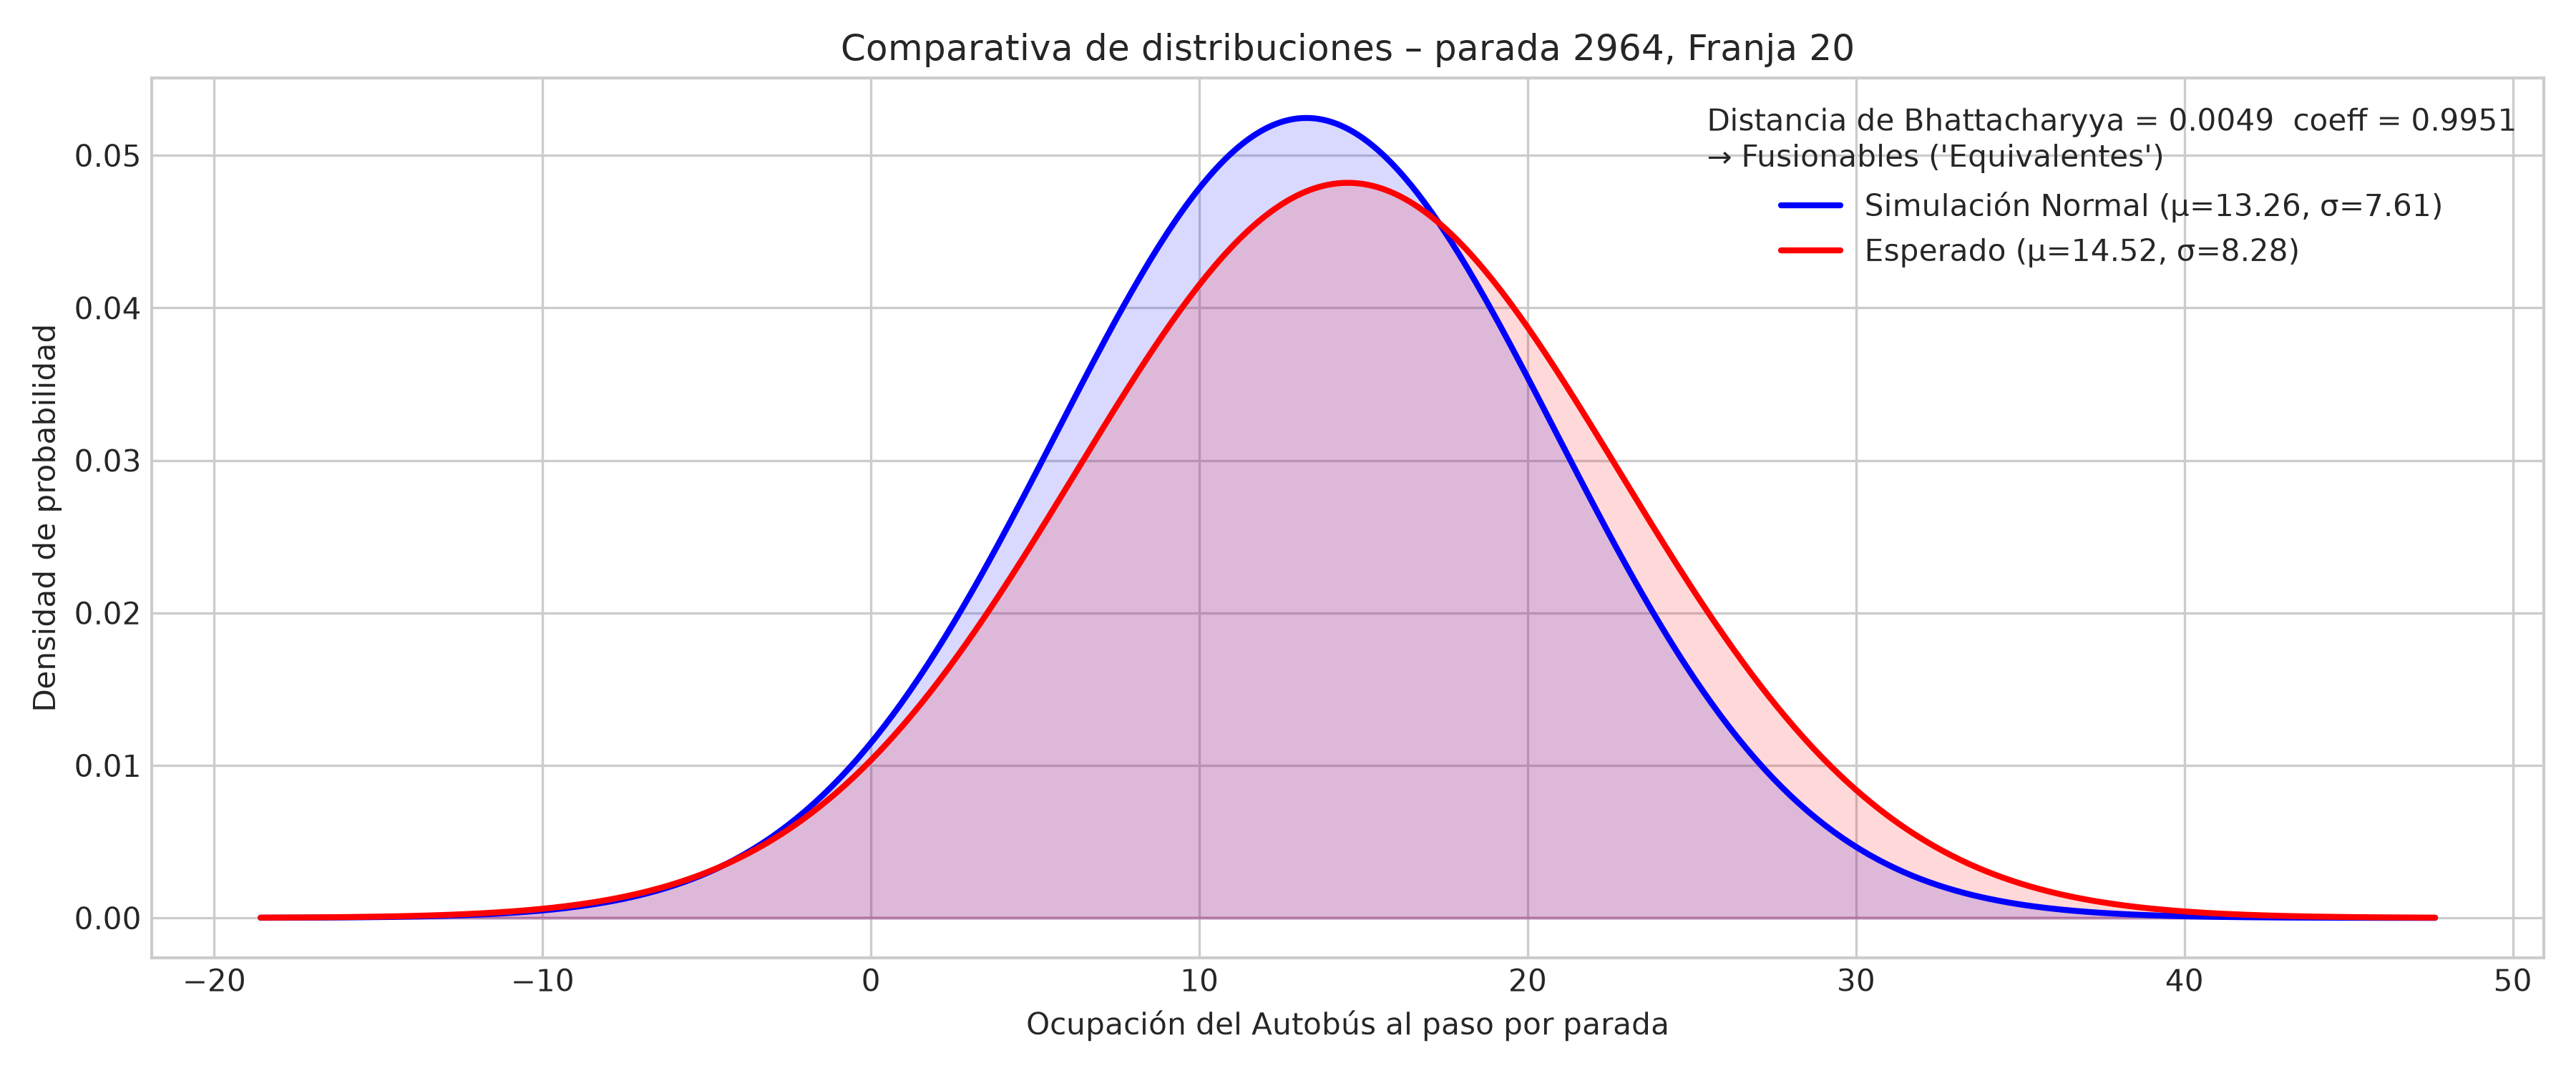 Comparativa de distribuciones – parada 2964, Franja 20
Distancia de Bhattacharyya = 0.0049  coeff = 0.9951
→ Fusionables ('Equivalentes')
Simulación Normal (μ=13.26, σ=7.61)
Esperado (μ=14.52, σ=8.28)
Densidad de probabilidad
0.05
0.04
0.03
0.02
0.01
0.00
−20 −10 0 10 20 30 40 50
Ocupación del Autobús al paso por parada